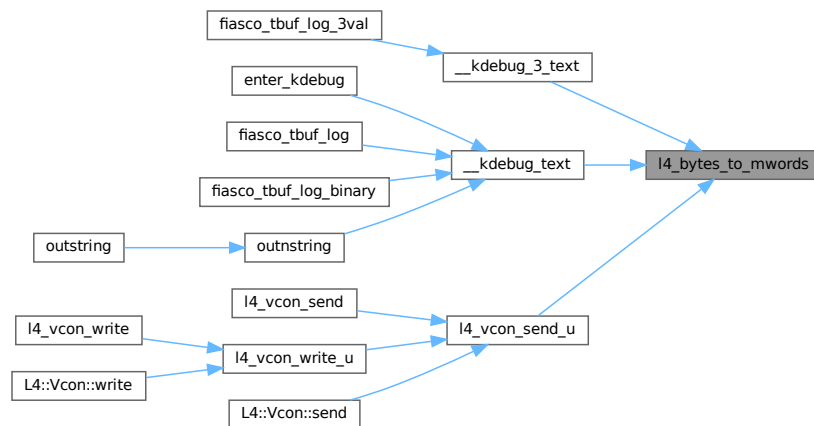 fiasco_tbuf_log_3val
__kdebug_3_text
enter_kdebug
fiasco_tbuf_log
__kdebug_text
l4_bytes_to_mwords
fiasco_tbuf_log_binary
outstring
outnstring
l4_vcon_send
l4_vcon_write
l4_vcon_send_u
l4_vcon_write_u
L4::Vcon::write
L4::Vcon::send